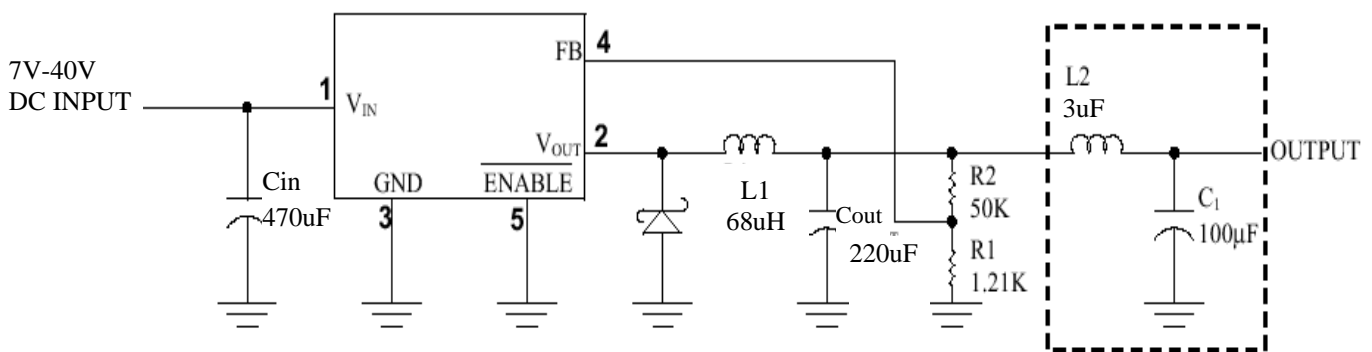 7V-40V
DC INPUT
1
V_IN
FB
4
V_OUT
2
GND
ENABLE
3
5
Cin
470uF
L1
68uH
Cout
220uF
R2
50K
R1
1.21K
L2
3uF
C₁
100µF
OUTPUT